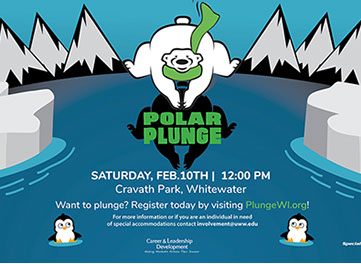 POLAR
PLUNGE
SATURDAY, FEB.10TH | 12:00 PM
Cravath Park, Whitewater
Want to plunge? Register today by visiting PlungeWI.org!
For more information or if you are an individual in need
of special accommodations contact involvement@uww.edu
Career & Leadership
Development
Special